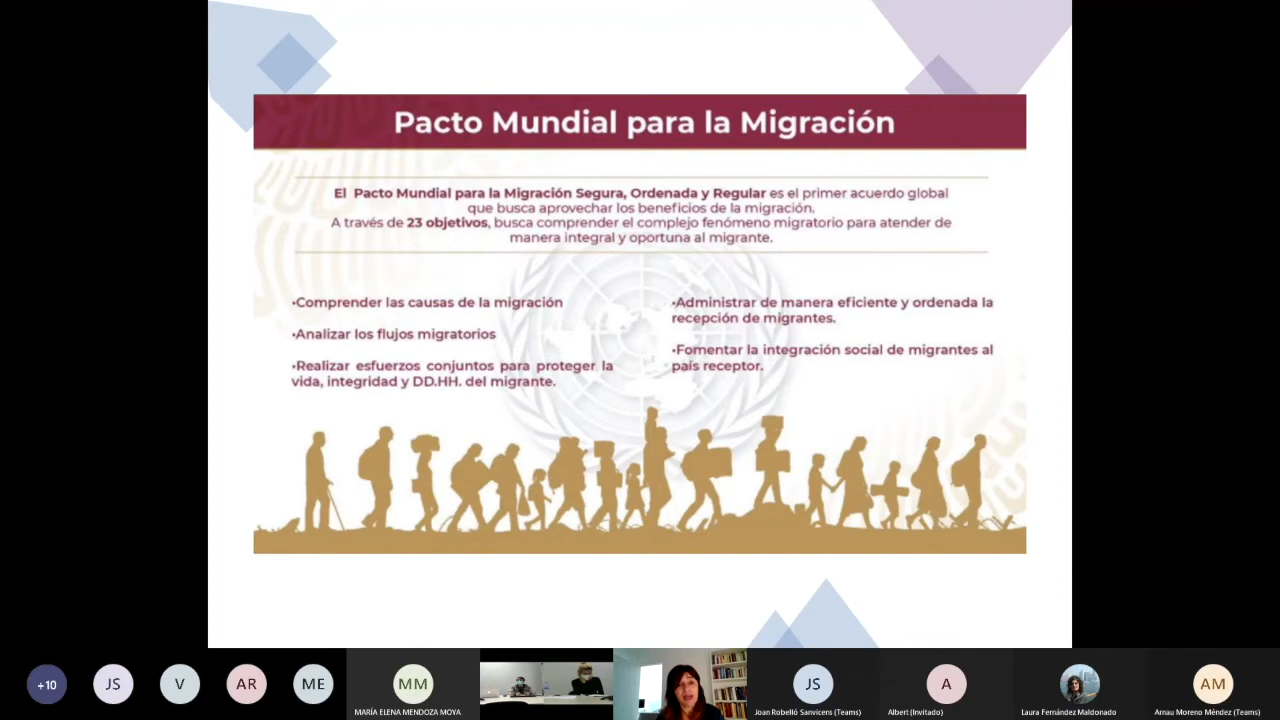 Pacto Mundial para la Migración
El Pacto Mundial para la Migración Segura, Ordenada y Regular es el primer acuerdo global
que busca aprovechar los beneficios de la migración.
A través de 23 objetivos, busca comprender el complejo fenómeno migratorio para atender de
manera integral y oportuna al migrante.
•Comprender las causas de la migración
•Analizar los flujos migratorios
•Realizar esfuerzos conjuntos para proteger la
vida, integridad y DD.HH. del migrante.
•Administrar de manera eficiente y ordenada la
recepción de migrantes.
•Fomentar la integración social de migrantes al
país receptor.
+10
JS
V
AR
ME
MM
MARÍA ELENA MENDOZA MOYA
JS
Joan Robelló Sanvicens (Teams)
A
Albert (Invitado)
Laura Fernández Maldonado
AM
Arnau Moreno Méndez (Teams)